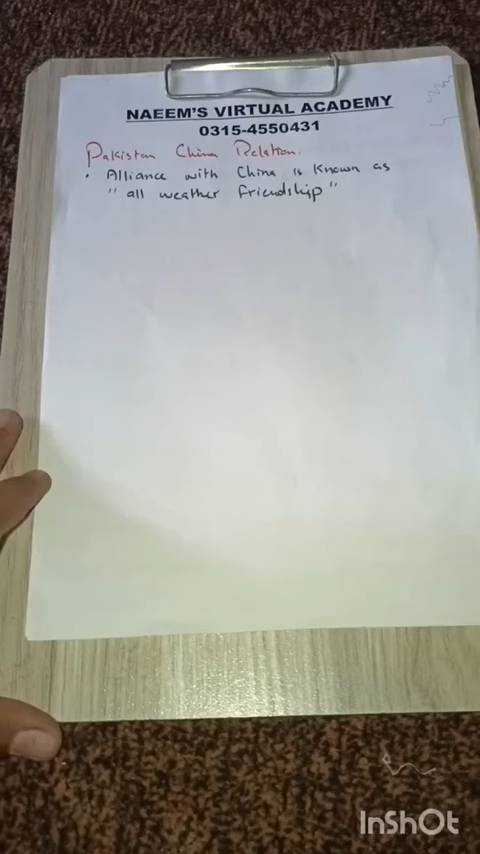 NAEEM'S VIRTUAL ACADEMY
0315-4550431
Pakistan China Relation.
• Alliance with China is known as
" all weather friendship "
InShOt